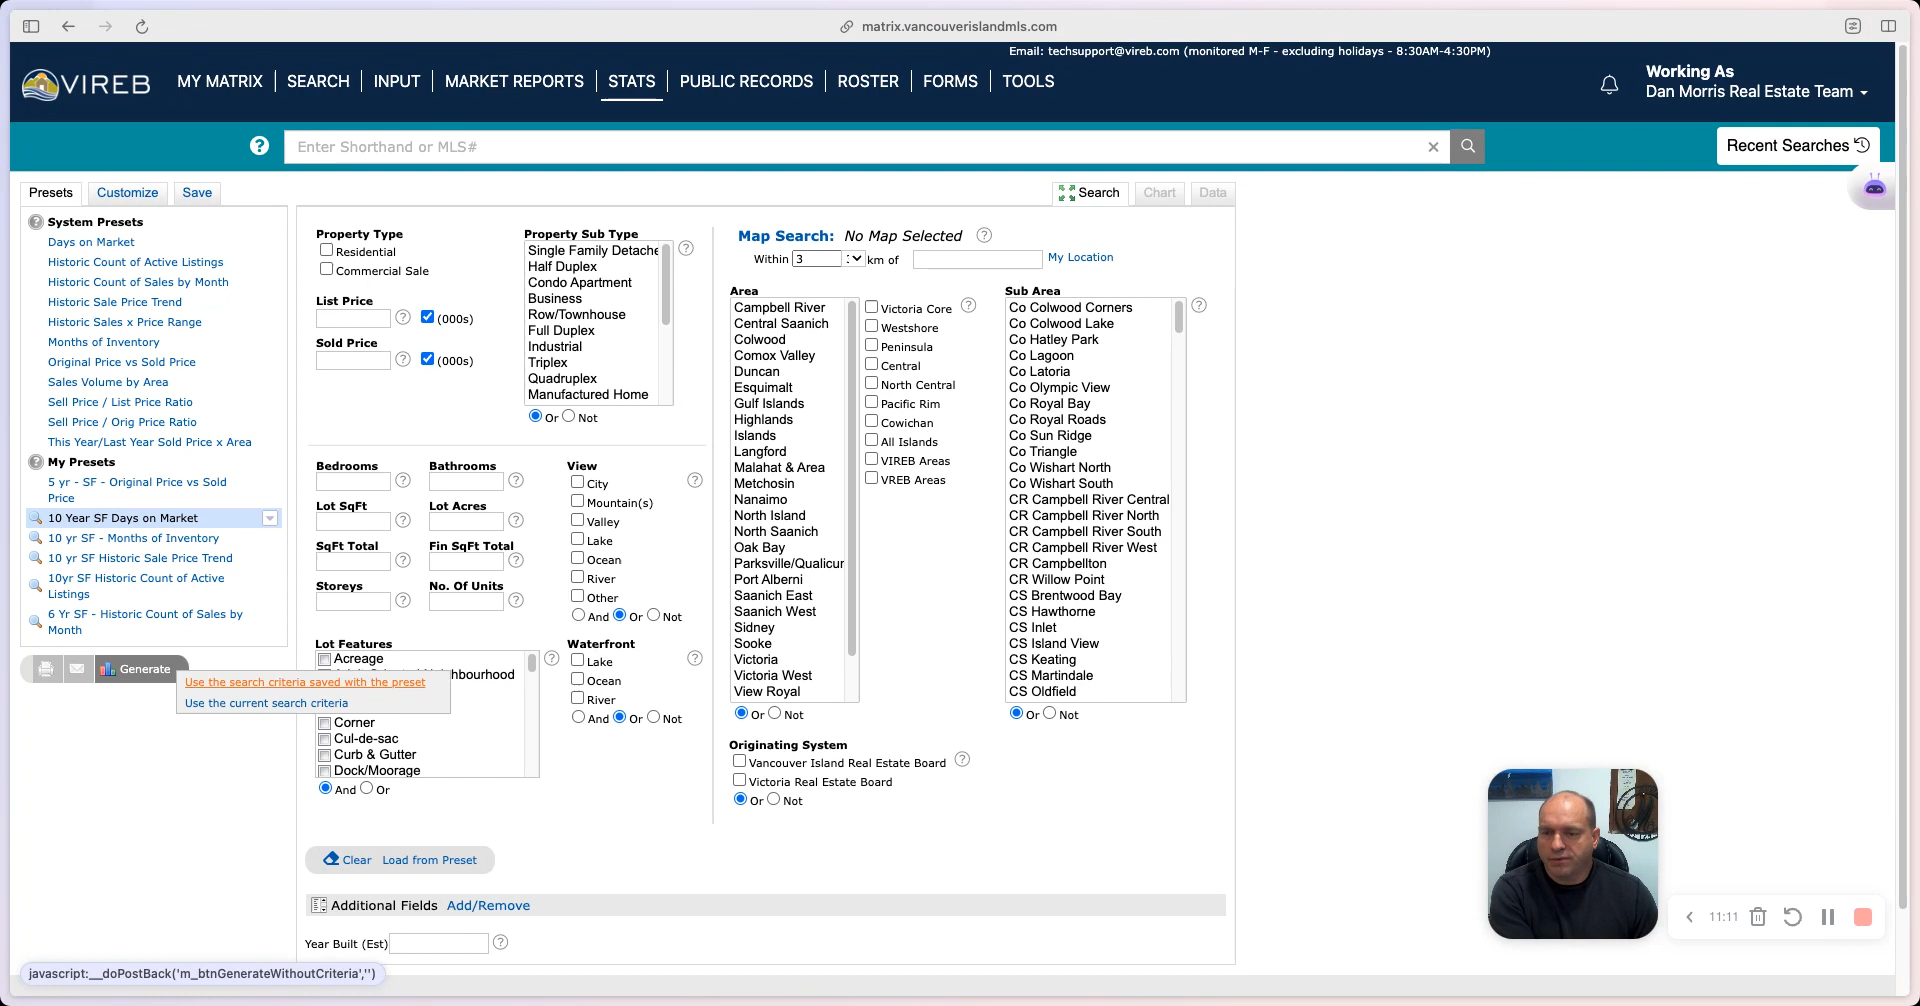 matrix.vancouverislandmls.com
Email: techsupport@vireb.com (monitored M-F - excluding holidays - 8:30AM-4:30PM)
VIREB
MY MATRIX
SEARCH
INPUT
MARKET REPORTS
STATS
PUBLIC RECORDS
ROSTER
FORMS
TOOLS
Working As
Dan Morris Real Estate Team
Enter Shorthand or MLS#
Recent Searches
Presets
Customize
Save
Search
Chart
Data
System Presets
Days on Market
Historic Count of Active Listings
Historic Count of Sales by Month
Historic Sale Price Trend
Historic Sales x Price Range
Months of Inventory
Original Price vs Sold Price
Sales Volume by Area
Sell Price / List Price Ratio
Sell Price / Orig Price Ratio
This Year/Last Year Sold Price x Area
My Presets
5 yr - SF - Original Price vs Sold
Price
10 Year SF Days on Market
10 yr SF - Months of Inventory
10 yr SF Historic Sale Price Trend
10yr SF Historic Count of Active
Listings
6 Yr SF - Historic Count of Sales by
Month
Generate
Use the search criteria saved with the preset
Use the current search criteria
Property Type
Residential
Commercial Sale
List Price
(000s)
Sold Price
(000s)
Property Sub Type
Single Family Detache
Half Duplex
Condo Apartment
Business
Row/Townhouse
Full Duplex
Industrial
Triplex
Quadruplex
Manufactured Home
Or Not
Bedrooms
Bathrooms
Lot SqFt
Lot Acres
SqFt Total
Fin SqFt Total
Storeys
No. Of Units
View
City
Mountain(s)
Valley
Lake
Ocean
River
Other
And Or Not
Lot Features
Acreage
hbourhood
Corner
Cul-de-sac
Curb & Gutter
Dock/Moorage
And Or
Waterfront
Lake
Ocean
River
And Or Not
Map Search: No Map Selected
Within 3 km of
My Location
Area
Campbell River
Central Saanich
Colwood
Comox Valley
Duncan
Esquimalt
Gulf Islands
Highlands
Islands
Langford
Malahat & Area
Metchosin
Nanaimo
North Island
North Saanich
Oak Bay
Parksville/Qualicur
Port Alberni
Saanich East
Saanich West
Sidney
Sooke
Victoria
Victoria West
View Royal
Or Not
Victoria Core
Westshore
Peninsula
Central
North Central
Pacific Rim
Cowichan
All Islands
VIREB Areas
VREB Areas
Sub Area
Co Colwood Corners
Co Colwood Lake
Co Hatley Park
Co Lagoon
Co Latoria
Co Olympic View
Co Royal Bay
Co Royal Roads
Co Sun Ridge
Co Triangle
Co Wishart North
Co Wishart South
CR Campbell River Central
CR Campbell River North
CR Campbell River South
CR Campbell River West
CR Campbellton
CR Willow Point
CS Brentwood Bay
CS Hawthorne
CS Inlet
CS Island View
CS Keating
CS Martindale
CS Oldfield
Or Not
Originating System
Vancouver Island Real Estate Board
Victoria Real Estate Board
Or Not
Clear Load from Preset
Additional Fields Add/Remove
Year Built (Est)
javascript:__doPostBack('m_btnGenerateWithoutCriteria','')
11:11